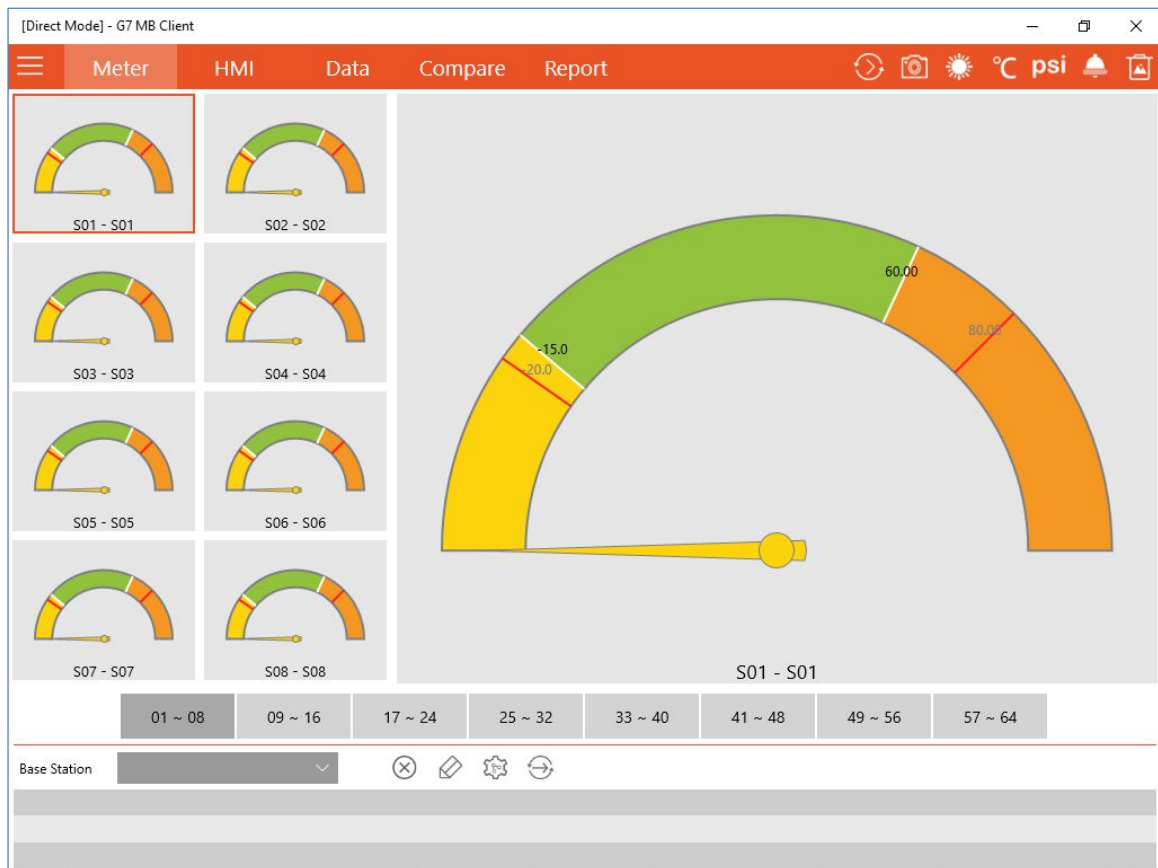 [Direct Mode] - G7 MB Client
Meter HMI Data Compare Report °C psi
S01 - S01 S02 - S02
S03 - S03 S04 - S04
S05 - S05 S06 - S06
S07 - S07 S08 - S08
60.00
80.00
-15.0
-20.0
S01 - S01
01 ~ 08 09 ~ 16 17 ~ 24 25 ~ 32 33 ~ 40 41 ~ 48 49 ~ 56 57 ~ 64
Base Station